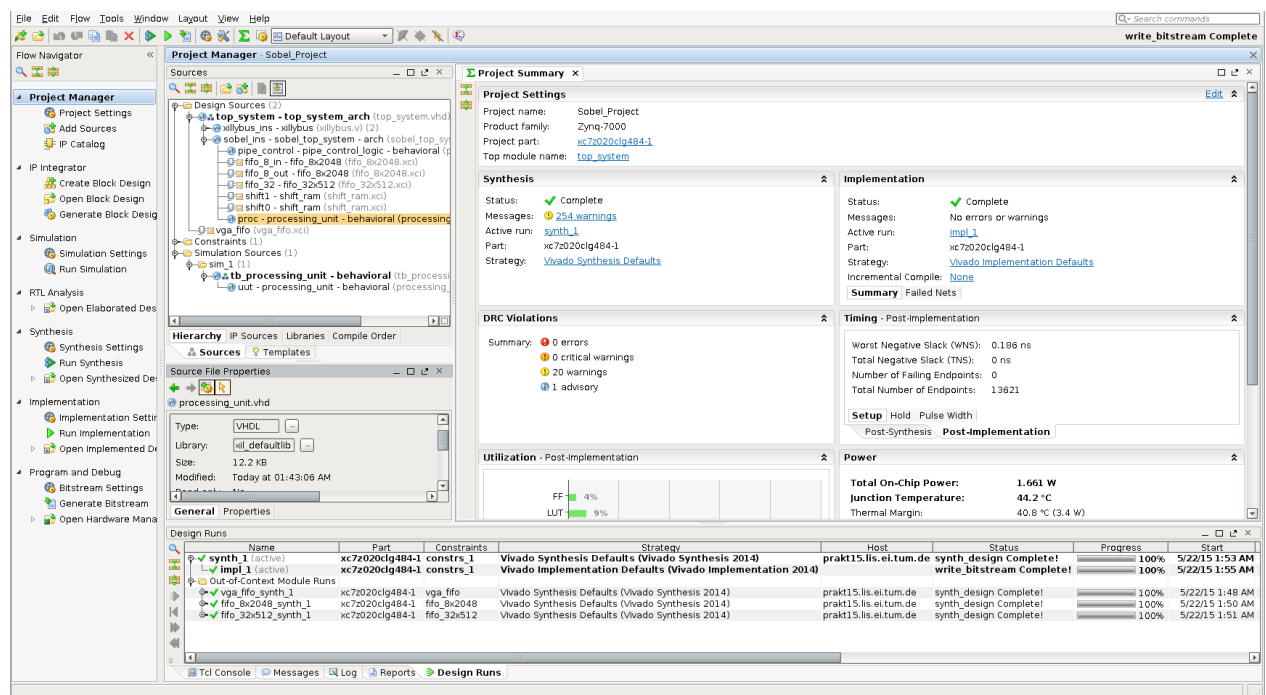 File Edit Flow Tools Window Layout View Help
Search commands
Default Layout
write_bitstream Complete
Flow Navigator
Project Manager
Project Settings
Add Sources
IP Catalog
IP Integrator
Create Block Design
Open Block Design
Generate Block Desig
Simulation
Simulation Settings
Run Simulation
RTL Analysis
Open Elaborated Des
Synthesis
Synthesis Settings
Run Synthesis
Open Synthesized De
Implementation
Implementation Settin
Run Implementation
Open Implemented De
Program and Debug
Bitstream Settings
Generate Bitstream
Open Hardware Mana
Project Manager - Sobel_Project
Sources
Design Sources (2)
top_system - top_system_arch (top_system.vhd)
xillybus_ins - xillybus (xillybus.v) (2)
sobel_ins - sobel_top_system - arch (sobel_top_sy
pipe_control - pipe_control_logic - behavioral (p
fifo_8_in - fifo_8x2048 (fifo_8x2048.xci)
fifo_8_out - fifo_8x2048 (fifo_8x2048.xci)
fifo_32 - fifo_32x512 (fifo_32x512.xci)
shift1 - shift_ram (shift_ram.xci)
shift0 - shift_ram (shift_ram.xci)
proc - processing_unit - behavioral (processing
vga_fifo (vga_fifo.xci)
Constraints (1)
Simulation Sources (1)
sim_1 (1)
tb_processing_unit - behavioral (tb_processi
uut - processing_unit - behavioral (processing_
Hierarchy IP Sources Libraries Compile Order
Sources Templates
Source File Properties
processing_unit.vhd
Type: VHDL
Library: xil_defaultlib
Size: 12.2 KB
Modified: Today at 01:43:06 AM
General Properties
Project Summary
Project Settings Edit
Project name: Sobel_Project
Product family: Zynq-7000
Project part: xc7z020clg484-1
Top module name: top_system
Synthesis
Status: Complete
Messages: 254 warnings
Active run: synth_1
Part: xc7z020clg484-1
Strategy: Vivado Synthesis Defaults
Implementation
Status: Complete
Messages: No errors or warnings
Active run: impl_1
Part: xc7z020clg484-1
Strategy: Vivado Implementation Defaults
Incremental Compile: None
Summary Failed Nets
DRC Violations
Summary: 0 errors
0 critical warnings
20 warnings
1 advisory
Timing - Post-Implementation
Worst Negative Slack (WNS): 0.186 ns
Total Negative Slack (TNS): 0 ns
Number of Failing Endpoints: 0
Total Number of Endpoints: 13621
Setup Hold Pulse Width
Post-Synthesis Post-Implementation
Utilization - Post-Implementation
FF 4%
LUT 9%
Power
Total On-Chip Power: 1.661 W
Junction Temperature: 44.2 °C
Thermal Margin: 40.8 °C (3.4 W)
Design Runs
Name Part Constraints Strategy Host Status Progress Start
synth_1 (active) xc7z020clg484-1 constrs_1 Vivado Synthesis Defaults (Vivado Synthesis 2014) prakt15.lis.ei.tum.de synth_design Complete! 100% 5/22/15 1:53 AM
impl_1 (active) xc7z020clg484-1 constrs_1 Vivado Implementation Defaults (Vivado Implementation 2014) write_bitstream Complete! 100% 5/22/15 1:55 AM
Out-of-Context Module Runs
vga_fifo_synth_1 xc7z020clg484-1 vga_fifo Vivado Synthesis Defaults (Vivado Synthesis 2014) prakt15.lis.ei.tum.de synth_design Complete! 100% 5/22/15 1:48 AM
fifo_8x2048_synth_1 xc7z020clg484-1 fifo_8x2048 Vivado Synthesis Defaults (Vivado Synthesis 2014) prakt15.lis.ei.tum.de synth_design Complete! 100% 5/22/15 1:50 AM
fifo_32x512_synth_1 xc7z020clg484-1 fifo_32x512 Vivado Synthesis Defaults (Vivado Synthesis 2014) prakt15.lis.ei.tum.de synth_design Complete! 100% 5/22/15 1:51 AM
Tcl Console Messages Log Reports Design Runs